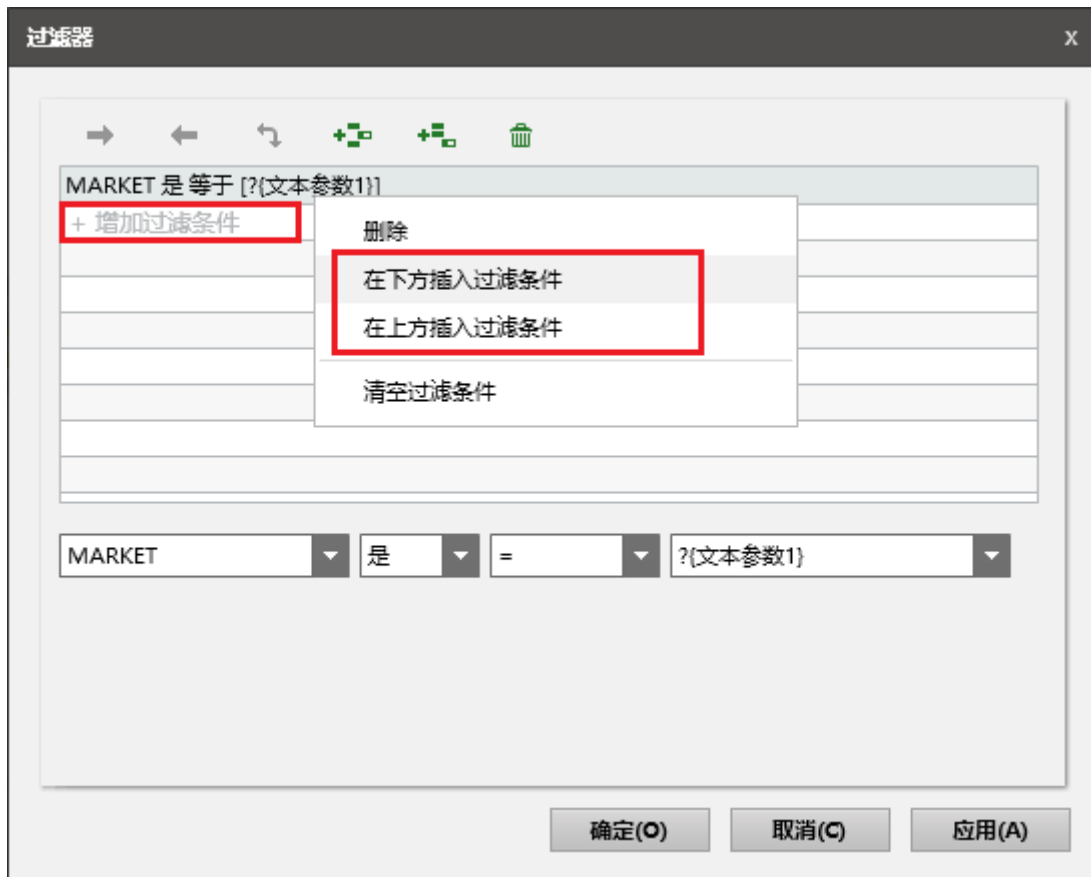 过滤器 x
MARKET 是 等于 [?{文本参数1}]
+ 增加过滤条件
删除
在下方插入过滤条件
在上方插入过滤条件
清空过滤条件
MARKET 是 = ?{文本参数1}
确定(O) 取消(C) 应用(A)